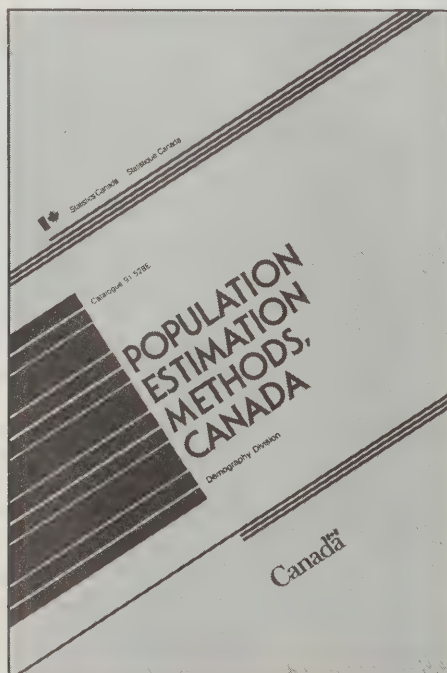 Statistics Canada Statistique Canada
Catalogue 91 528E
POPULATION
ESTIMATION
METHODS,
CANADA
Demography Division
Canada